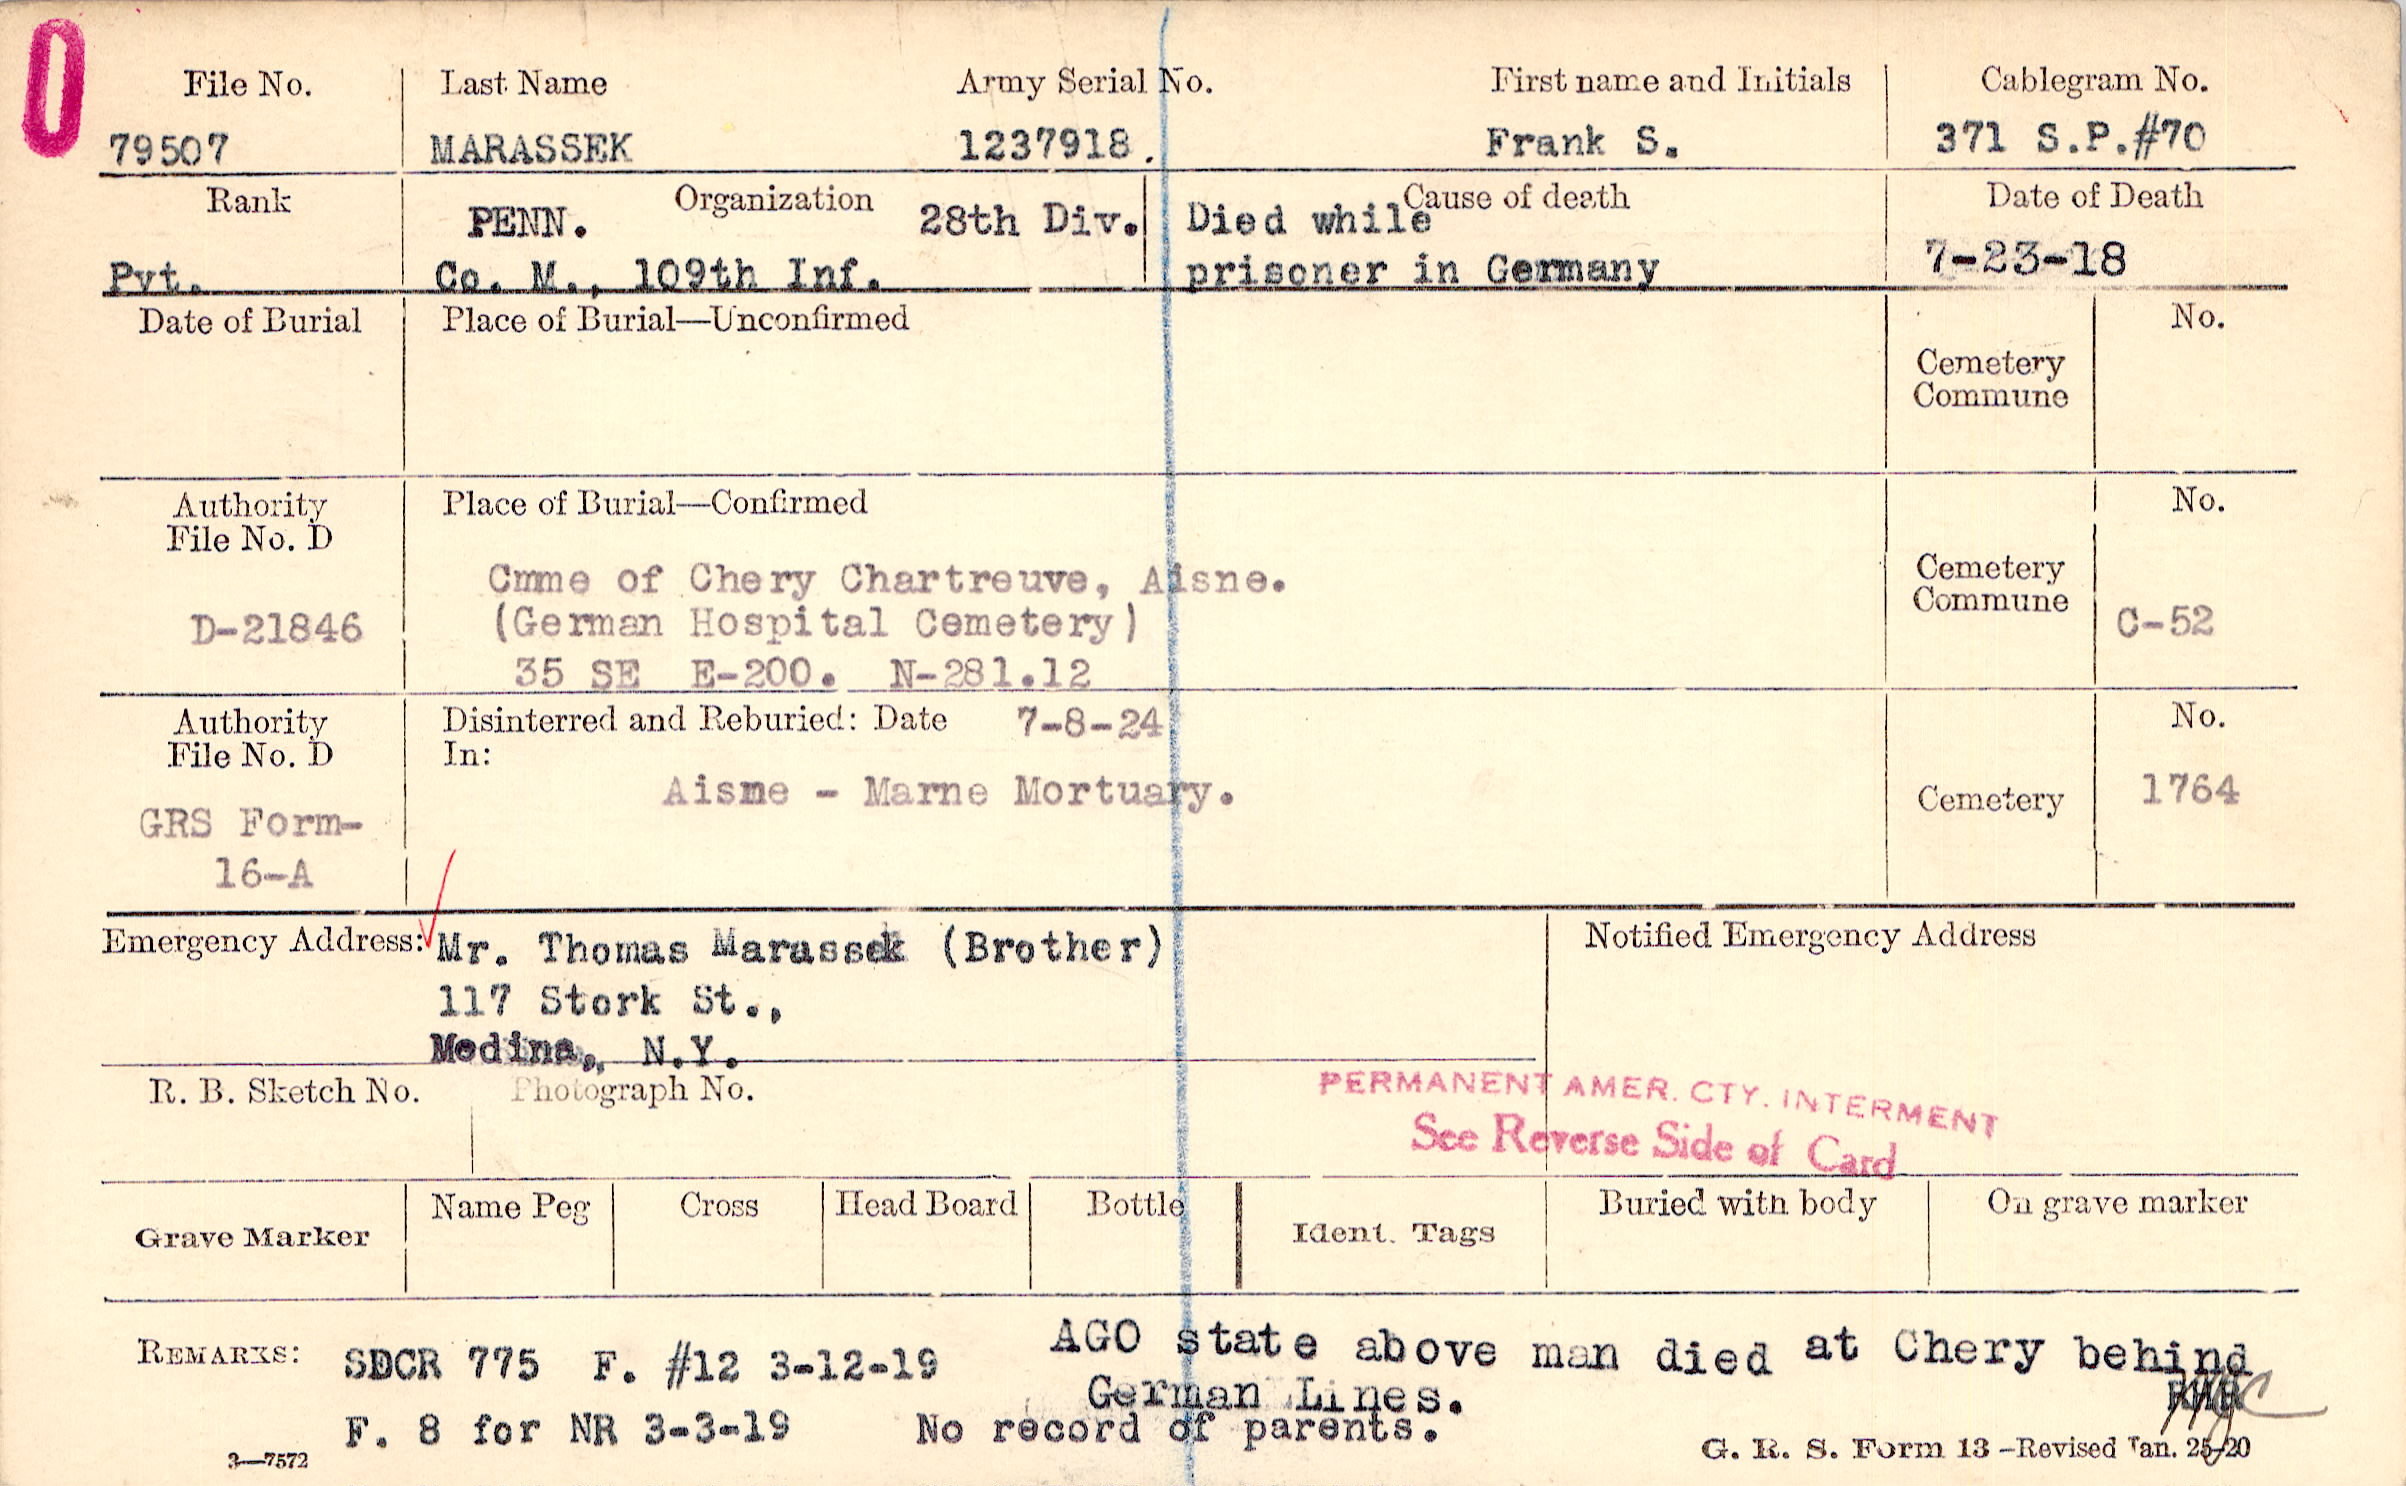 0
File No. Last Name Army Serial No. First name and Initials Cablegram No.
79507 MARASSEK 1237918. Frank S. 371 S.P.#70
Rank Organization Cause of death Date of Death
PENN. 28th Div. Died while
Pvt. Co. M., 109th Inf. prisoner in Germany 7-23-18
Date of Burial Place of Burial—Unconfirmed No.
Cemetery
Commune
Authority Place of Burial—Confirmed No.
File No. D
Cmme of Chery Chartreuve, Aisne. Cemetery
D-21846 (German Hospital Cemetery) Commune C-52
35 SE E-200. N-281.12
Authority Disinterred and Reburied: Date 7-8-24 No.
File No. D In:
Aisne - Marne Mortuary. Cemetery 1764
GRS Form-
16-A
Emergency Address: Mr. Thomas Marassek (Brother) Notified Emergency Address
117 Stork St.,
Medina, N.Y.
R. B. Sketch No. Photograph No.
PERMANENT AMER. CTY. INTERMENT
See Reverse Side of Card
Grave Marker Name Peg Cross Head Board Bottle Ident. Tags Buried with body On grave marker
REMARKS: SDCR 775 F. #12 3-12-19 AGO state above man died at Chery behind
German Lines.
F. 8 for NR 3-3-19 No record of parents.
3—7572 G. R. S. Form 13 -Revised Jan. 25-20